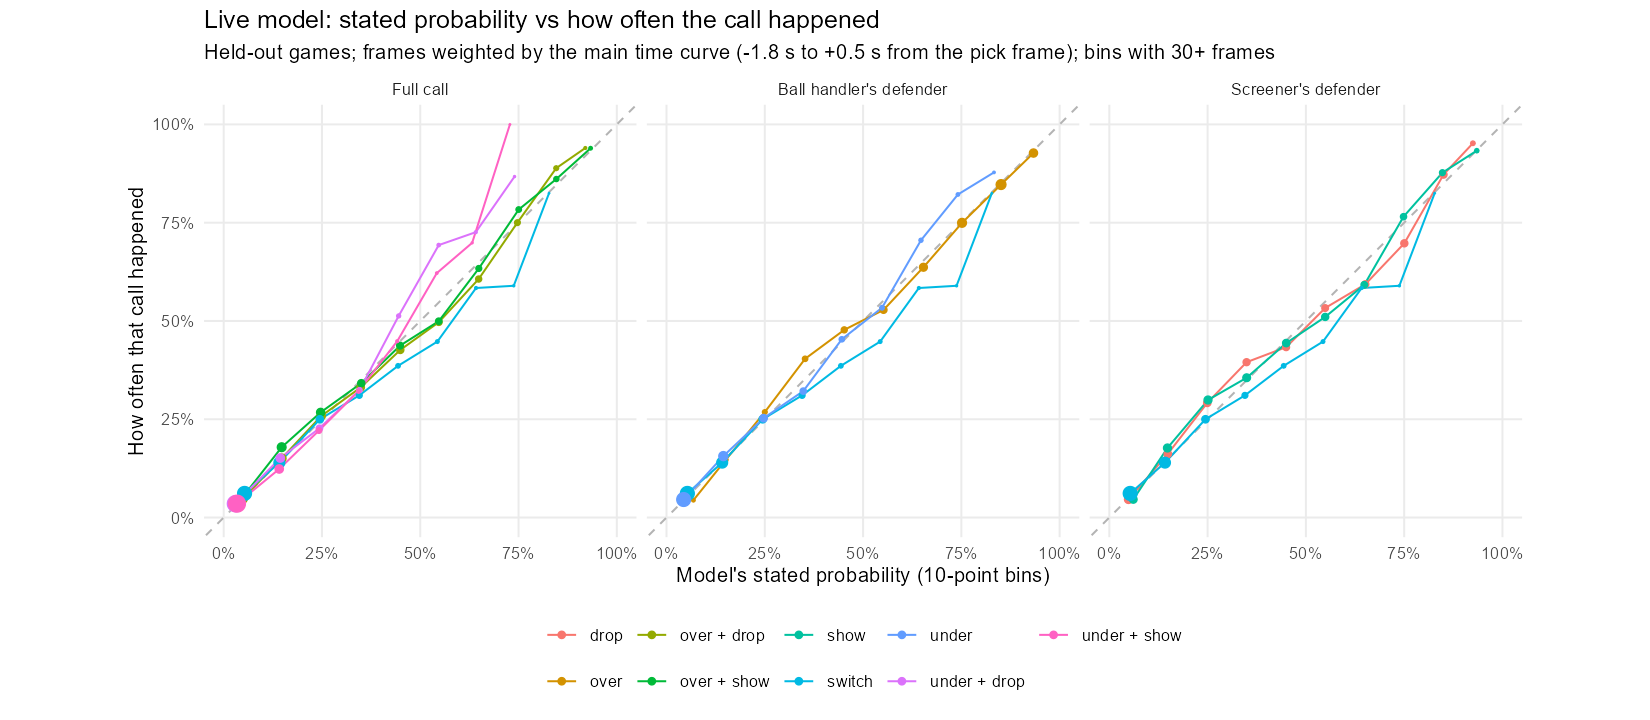 Live model: stated probability vs how often the call happened
Held-out games; frames weighted by the main time curve (-1.8 s to +0.5 s from the pick frame); bins with 30+ frames
Full call
Ball handler's defender
Screener's defender
How often that call happened
100%
75%
50%
25%
0%
0% 25% 50% 75% 100%
0% 25% 50% 75% 100%
0% 25% 50% 75% 100%
Model's stated probability (10-point bins)
drop over + drop show under under + show
over over + show switch under + drop